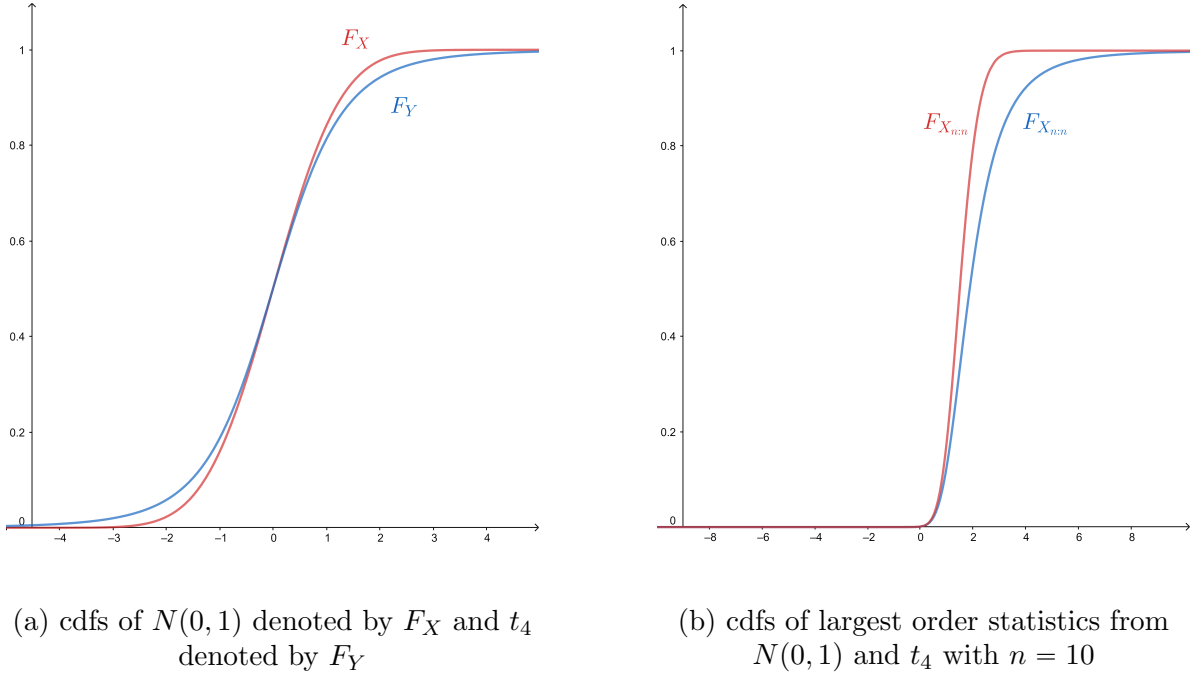 F_X
F_Y
1
0.8
0.6
0.4
0.2
0
−4 −3 −2 −1 0 1 2 3 4
F_{X_{n:n}} F_{X_{n:n}}
1
0.8
0.6
0.4
0.2
0
−8 −6 −4 −2 0 2 4 6 8
(a) cdfs of N(0, 1) denoted by F_X and t_4
denoted by F_Y
(b) cdfs of largest order statistics from
N(0, 1) and t_4 with n = 10